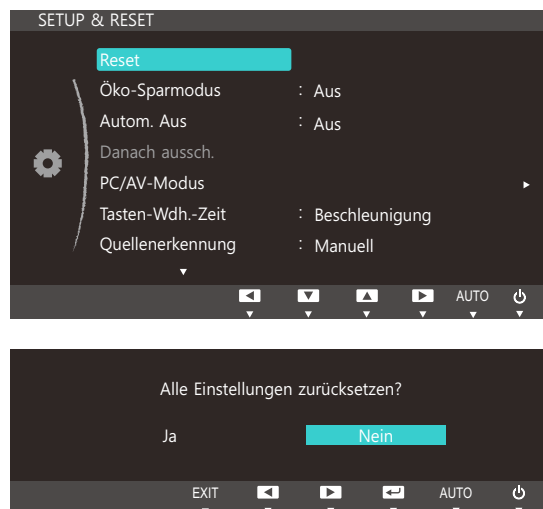 SETUP & RESET
Reset
Öko-Sparmodus : Aus
Autom. Aus : Aus
Danach aussch.
PC/AV-Modus
Tasten-Wdh.-Zeit : Beschleunigung
Quellenerkennung : Manuell
AUTO
Alle Einstellungen zurücksetzen?
Ja Nein
EXIT AUTO